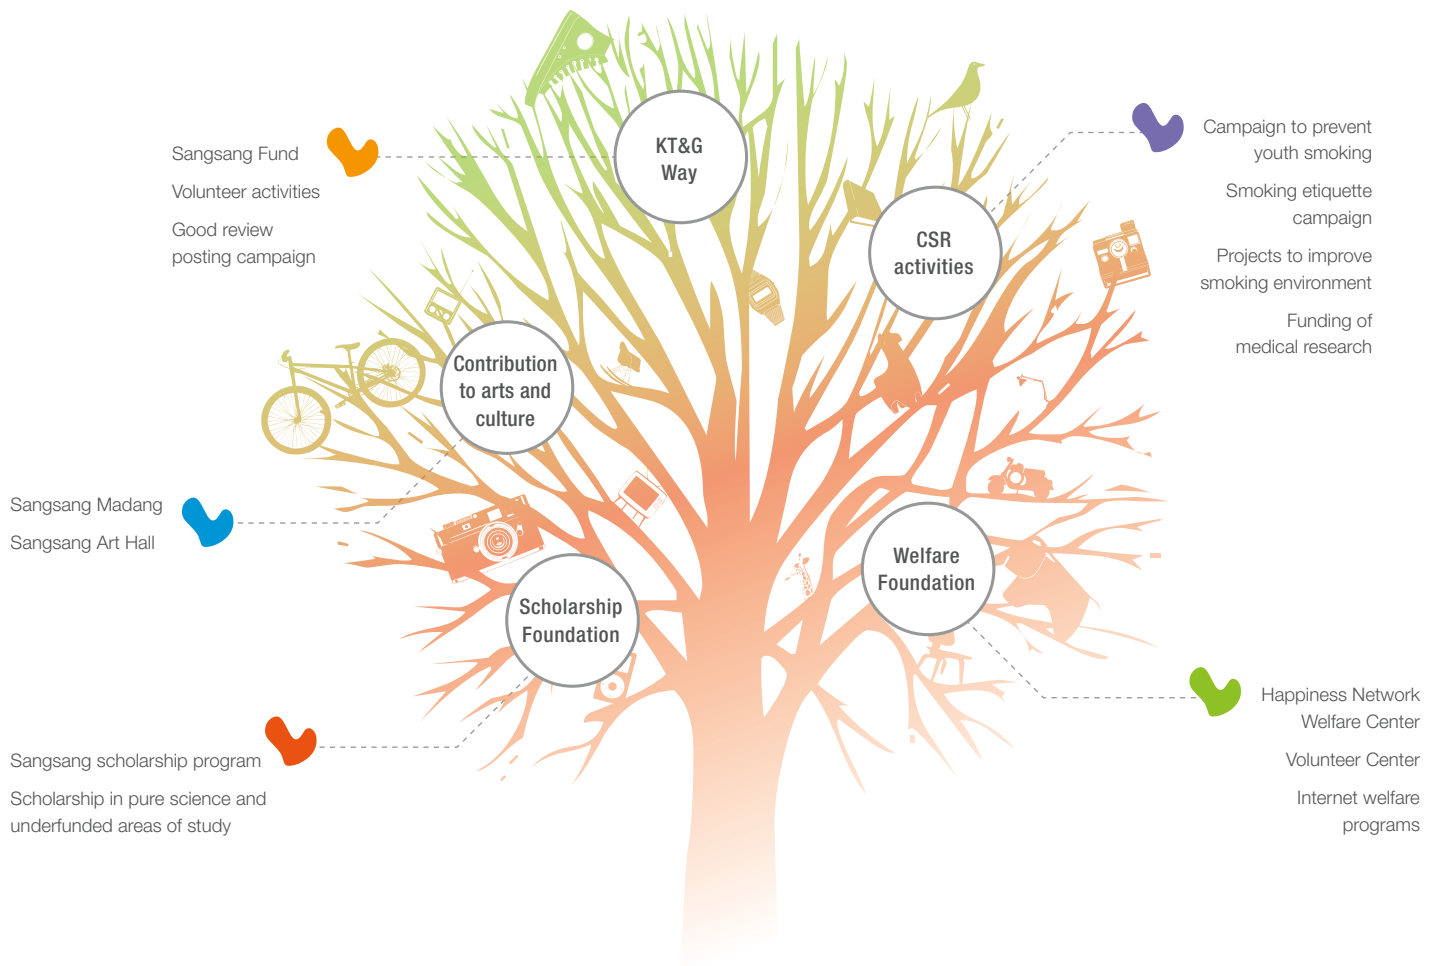 KT&G
Way
Sangsang Fund
Volunteer activities
Good review
posting campaign
CSR
activities
Campaign to prevent
youth smoking
Smoking etiquette
campaign
Projects to improve
smoking environment
Funding of
medical research
Contribution
to arts and
culture
Sangsang Madang
Sangsang Art Hall
Welfare
Foundation
Happiness Network
Welfare Center
Volunteer Center
Internet welfare
programs
Scholarship
Foundation
Sangsang scholarship program
Scholarship in pure science and
underfunded areas of study